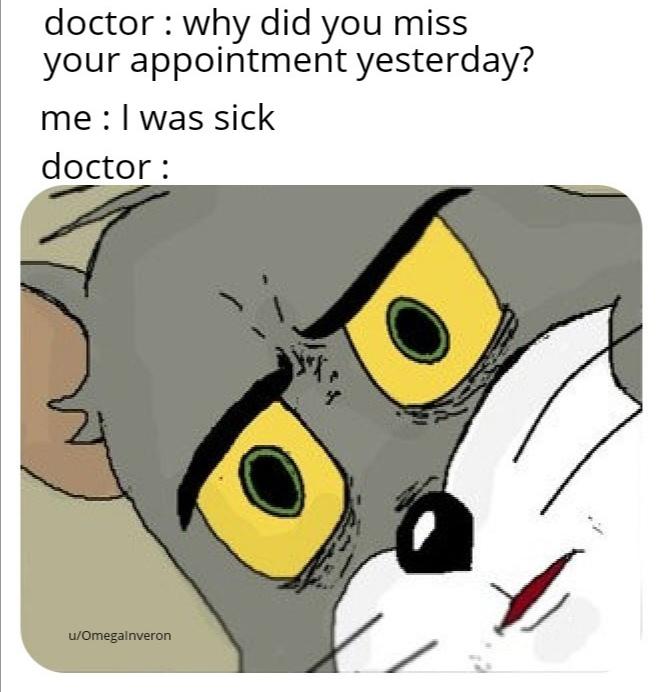 doctor : why did you miss
your appointment yesterday?
me : I was sick
doctor :
u/OmegaInveron